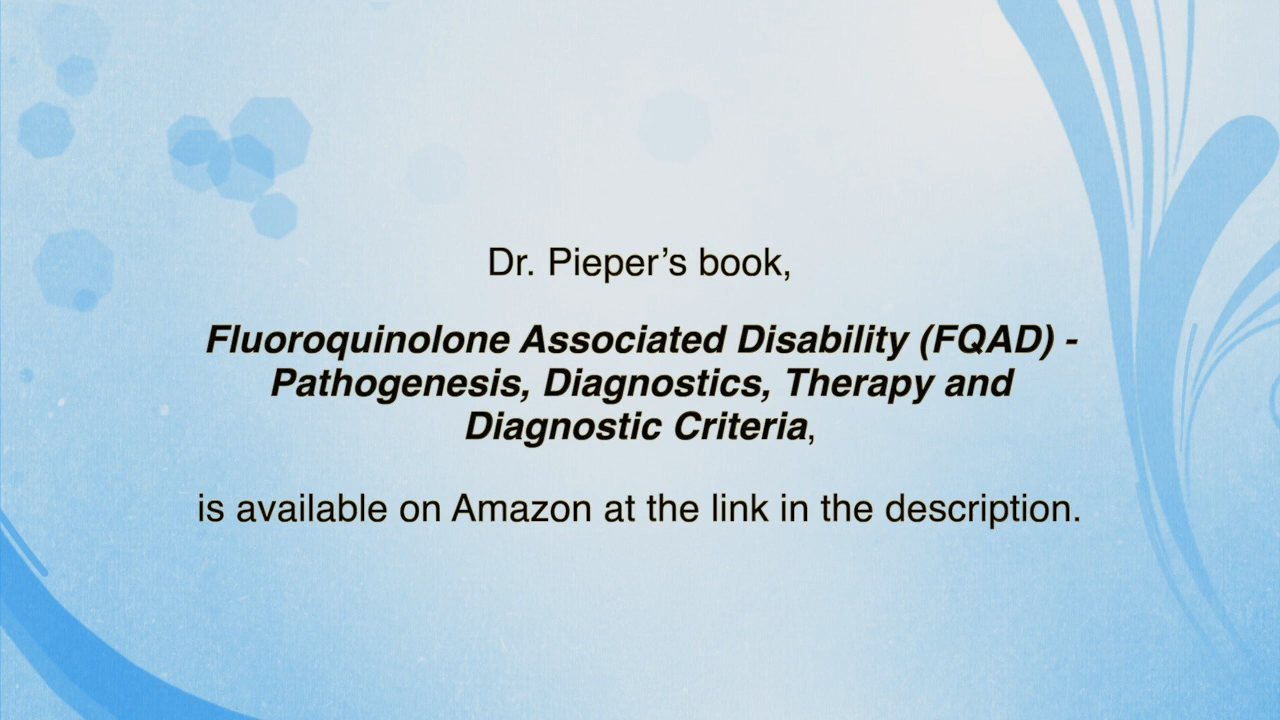 Dr. Pieper’s book,
Fluoroquinolone Associated Disability (FQAD) -
Pathogenesis, Diagnostics, Therapy and
Diagnostic Criteria,
is available on Amazon at the link in the description.